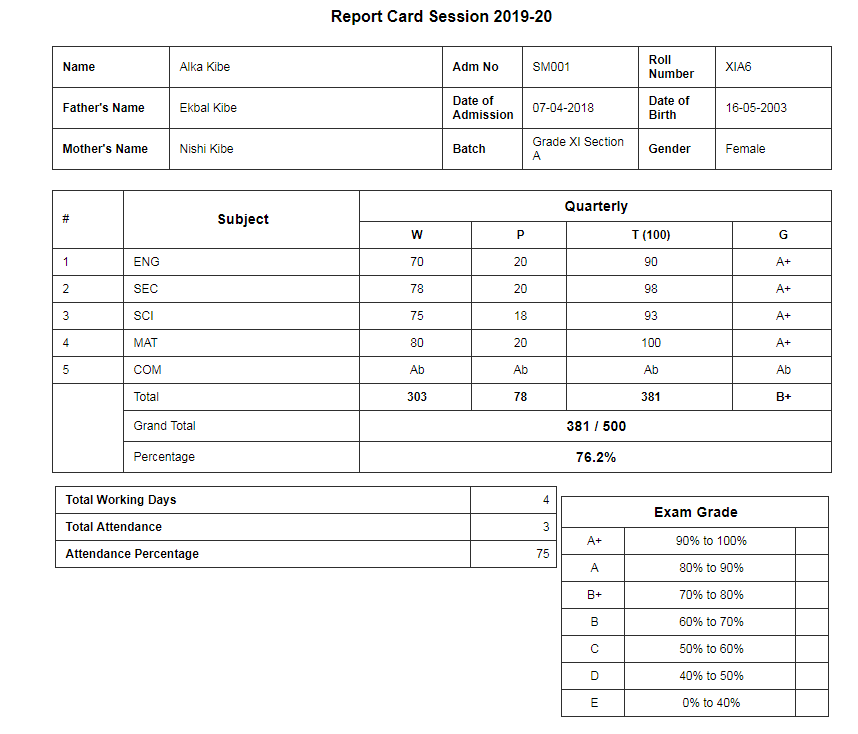 Report Card Session 2019-20
Name Alka Kibe Adm No SM001 Roll Number XIA6
Father's Name Ekbal Kibe Date of Admission 07-04-2018 Date of Birth 16-05-2003
Mother's Name Nishi Kibe Batch Grade XI Section A Gender Female
# Subject Quarterly
W P T (100) G
1 ENG 70 20 90 A+
2 SEC 78 20 98 A+
3 SCI 75 18 93 A+
4 MAT 80 20 100 A+
5 COM Ab Ab Ab Ab
Total 303 78 381 B+
Grand Total 381 / 500
Percentage 76.2%
Total Working Days 4
Total Attendance 3
Attendance Percentage 75
Exam Grade
A+ 90% to 100%
A 80% to 90%
B+ 70% to 80%
B 60% to 70%
C 50% to 60%
D 40% to 50%
E 0% to 40%